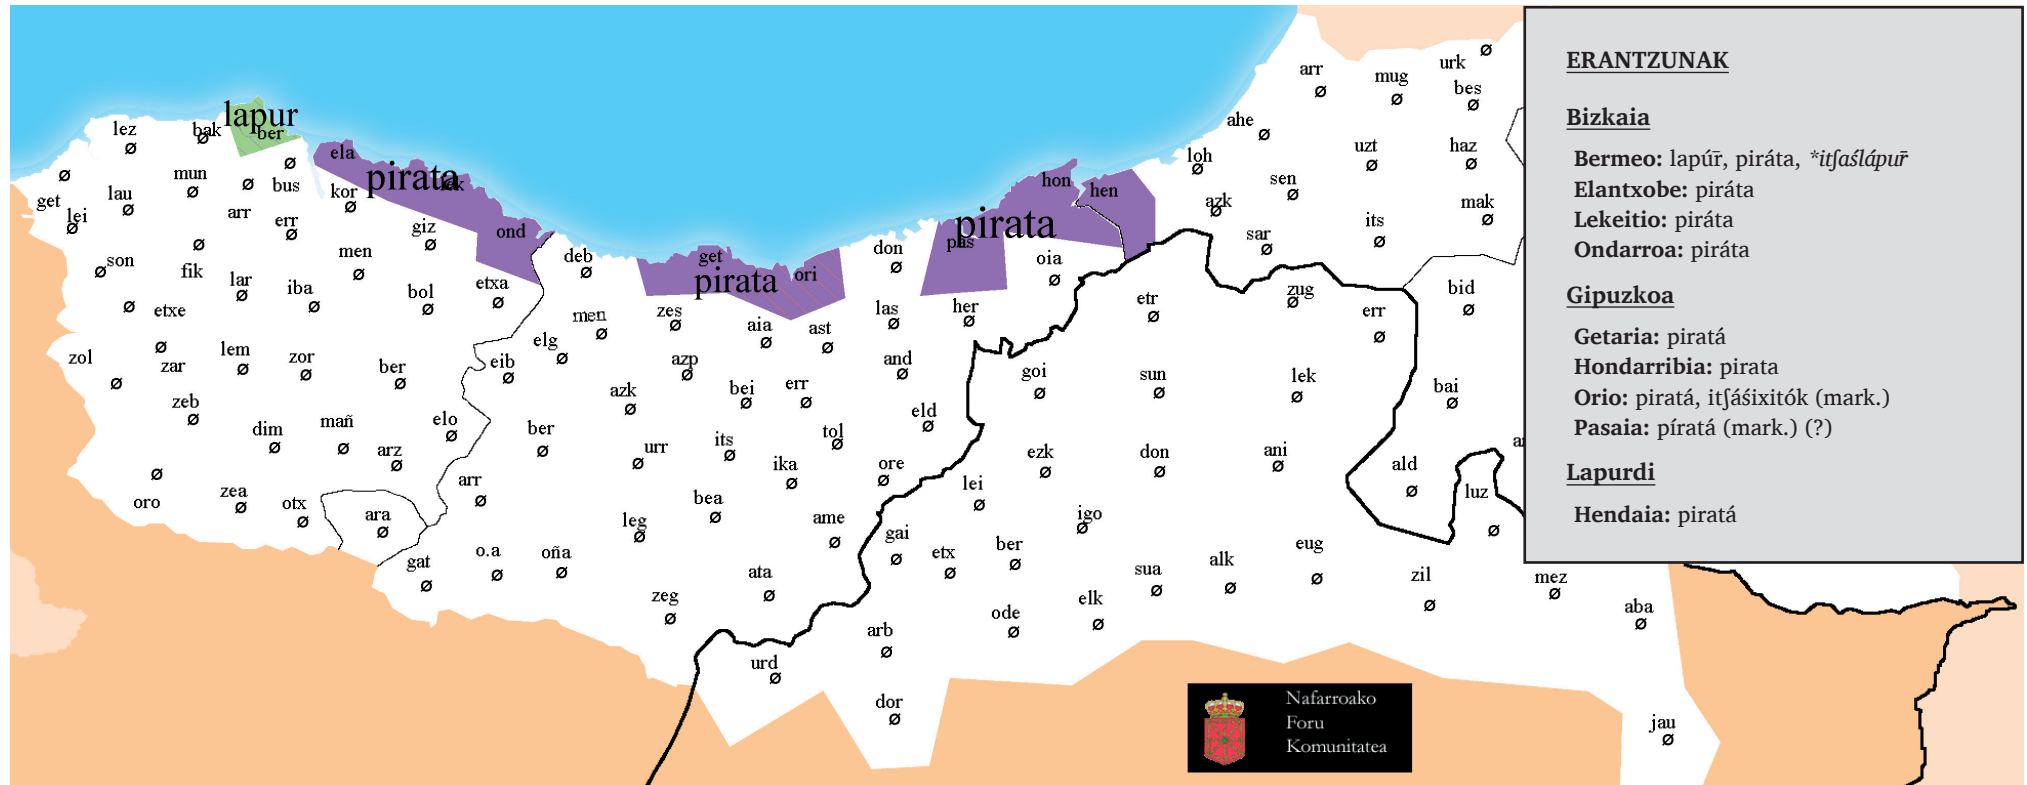 lapur
pirata
pirata
pirata
lez
bak
ber
ela
lek
kor
ond
get
lei
lau
mun
arr
bus
err
giz
men
son
fik
lar
iba
bol
etxa
etxe
zol
zar
lem
zor
ber
zeb
dim
mañ
elo
arz
oro
zea
otx
ara
deb
get
ori
don
pas
hon
hen
oia
men
zes
aia
ast
las
her
elg
eib
azp
and
azk
bei
err
eld
ber
urr
its
tol
ika
ore
arr
bea
leg
ame
gat
o.a
oña
ata
zeg
arr
mug
urk
bes
ahe
loh
uzt
haz
sen
azk
mak
its
sar
etr
zug
err
bid
goi
sun
lek
bai
ezk
don
ani
ald
luz
lei
igo
gai
etx
ber
eug
sua
alk
zil
mez
ode
elk
aba
arb
urd
dor
jau
Nafarroako
Foru
Komunitatea
ERANTZUNAK
Bizkaia
Bermeo: lapúr̄, piráta, *itʃaślápur̄
Elantxobe: piráta
Lekeitio: piráta
Ondarroa: piráta
Gipuzkoa
Getaria: piratá
Hondarribia: pirata
Orio: piratá, itʃáśixitók (mark.)
Pasaia: píratá (mark.) (?)
Lapurdi
Hendaia: piratá